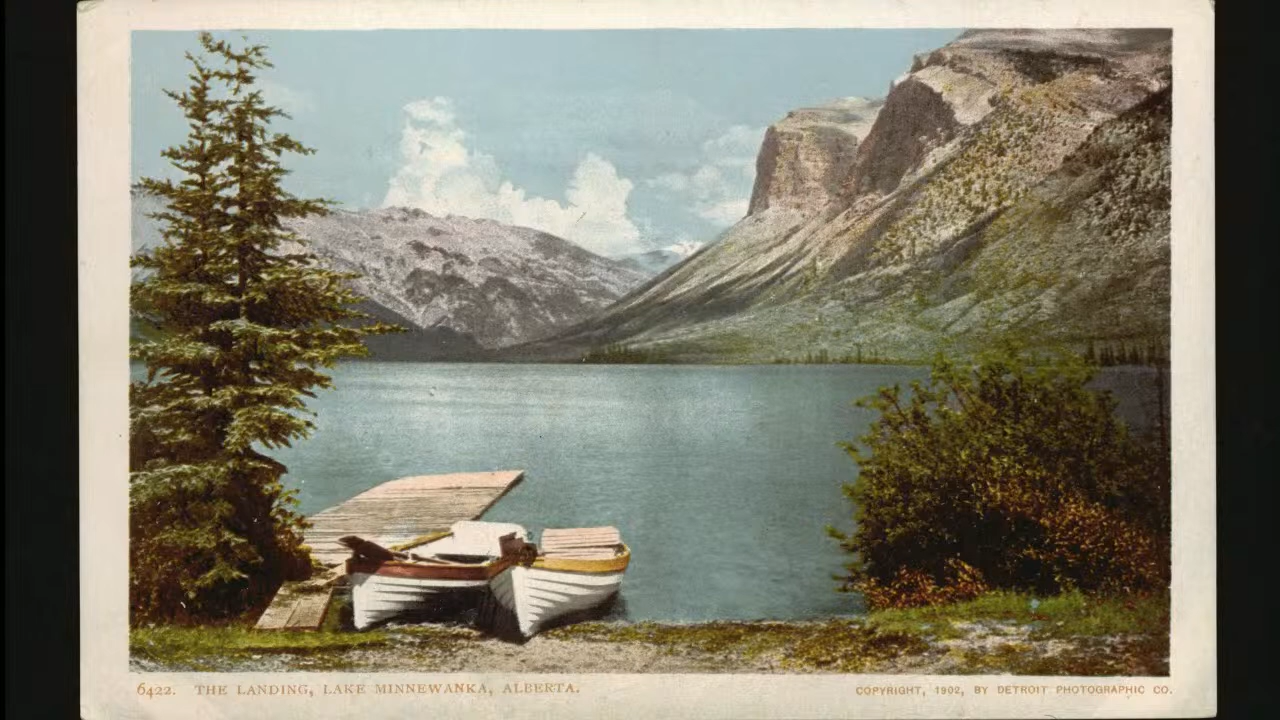 6422. THE LANDING, LAKE MINNEWANKA, ALBERTA.
COPYRIGHT, 1902, BY DETROIT PHOTOGRAPHIC CO.